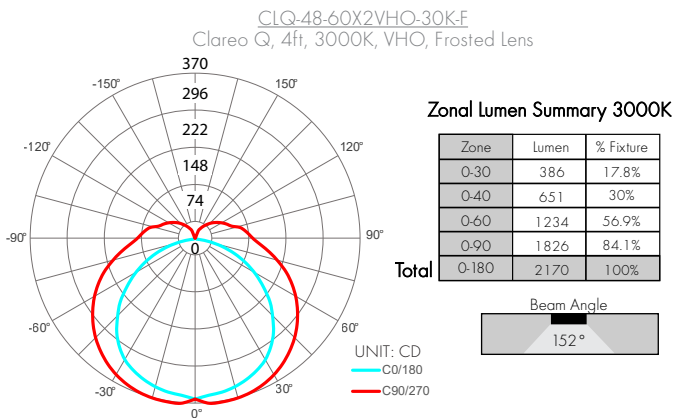 CLQ-48-60X2VHO-30K-F
Clareo Q, 4ft, 3000K, VHO, Frosted Lens
370
-150° 150°
296
222
-120° 120°
148
74
-90° 0 90°
-60° 60°
-30° 30°
0°
UNIT: CD
C0/180
C90/270
Zonal Lumen Summary 3000K
Zone Lumen % Fixture
0-30 386 17.8%
0-40 651 30%
0-60 1234 56.9%
0-90 1826 84.1%
Total 0-180 2170 100%
Beam Angle
152°